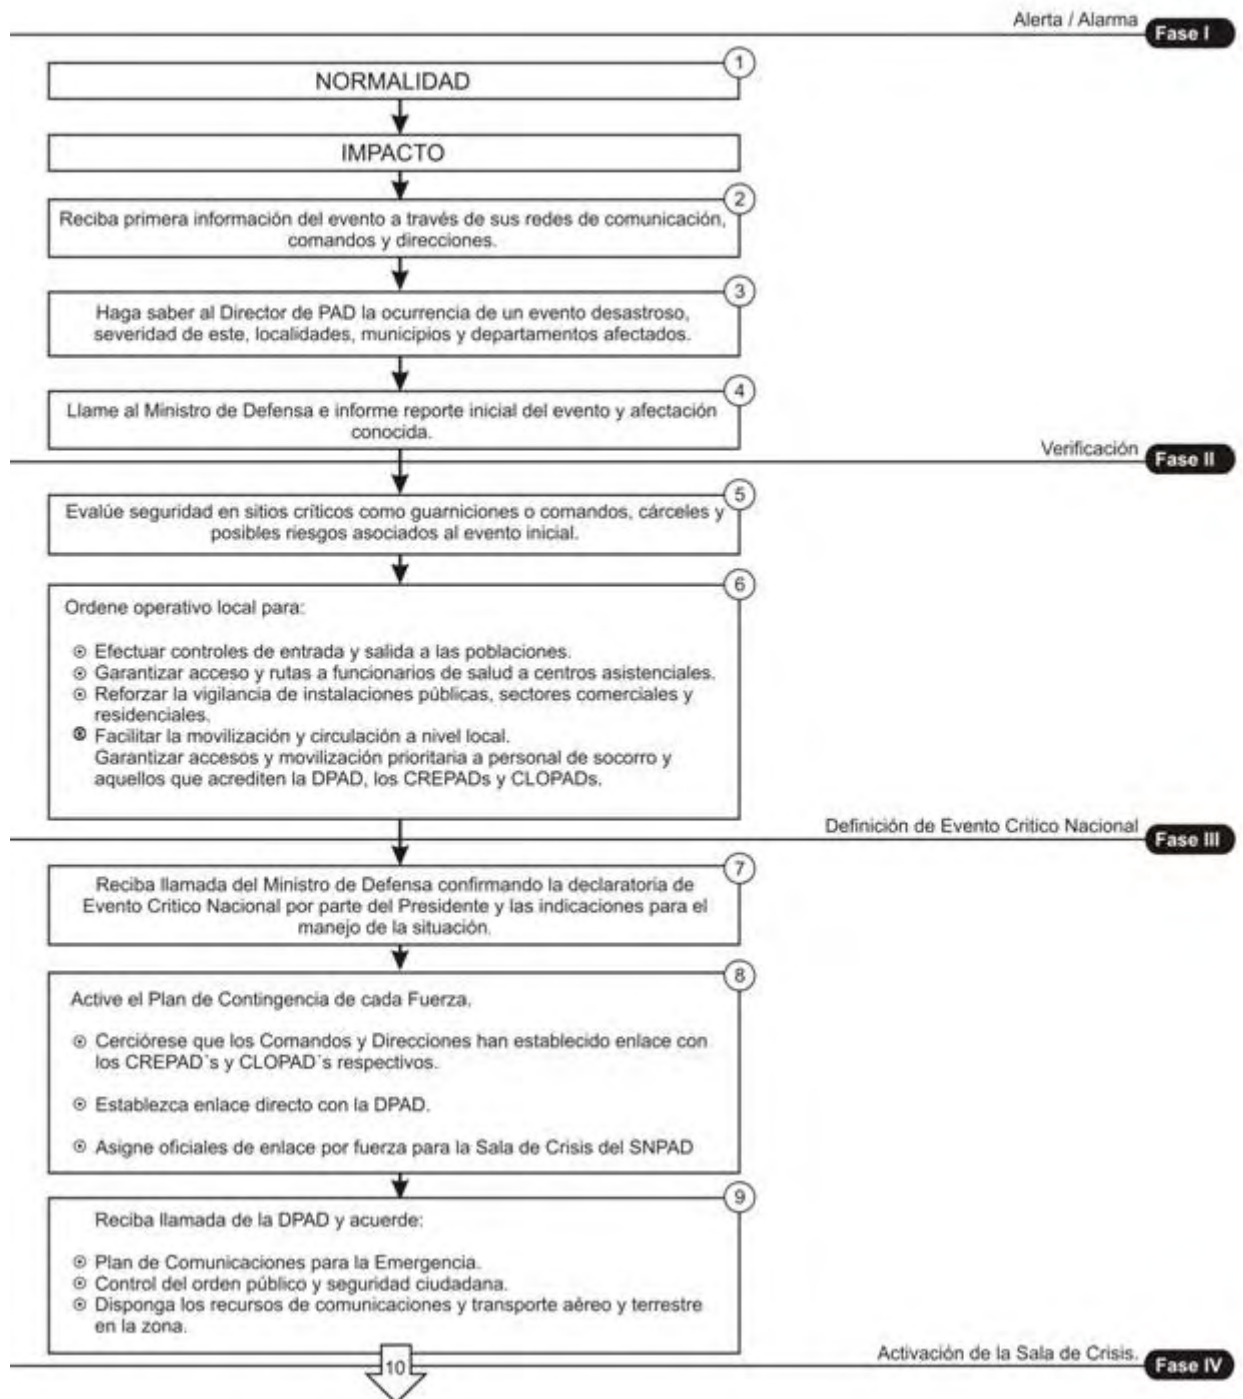 Alerta / Alarma
Fase I
1
NORMALIDAD
IMPACTO
2
Reciba primera información del evento a través de sus redes de comunicación,
comandos y direcciones.
3
Haga saber al Director de PAD la ocurrencia de un evento desastroso,
severidad de este, localidades, municipios y departamentos afectados.
4
Llame al Ministro de Defensa e informe reporte inicial del evento y afectación
conocida.
Verificación
Fase II
5
Evalúe seguridad en sitios críticos como guarniciones o comandos, cárceles y
posibles riesgos asociados al evento inicial.
6
Ordene operativo local para:
Efectuar controles de entrada y salida a las poblaciones.
Garantizar acceso y rutas a funcionarios de salud a centros asistenciales.
Reforzar la vigilancia de instalaciones públicas, sectores comerciales y
residenciales.
Facilitar la movilización y circulación a nivel local.
Garantizar accesos y movilización prioritaria a personal de socorro y
aquellos que acrediten la DPAD, los CREPADs y CLOPADs.
Definición de Evento Critico Nacional
Fase III
7
Reciba llamada del Ministro de Defensa confirmando la declaratoria de
Evento Critico Nacional por parte del Presidente y las indicaciones para el
manejo de la situación.
8
Active el Plan de Contingencia de cada Fuerza.
Cerciórese que los Comandos y Direcciones han establecido enlace con
los CREPAD´s y CLOPAD´s respectivos.
Establezca enlace directo con la DPAD.
Asigne oficiales de enlace por fuerza para la Sala de Crisis del SNPAD
9
Reciba llamada de la DPAD y acuerde:
Plan de Comunicaciones para la Emergencia.
Control del orden público y seguridad ciudadana.
Disponga los recursos de comunicaciones y transporte aéreo y terrestre
en la zona.
Activación de la Sala de Crisis.
Fase IV
10